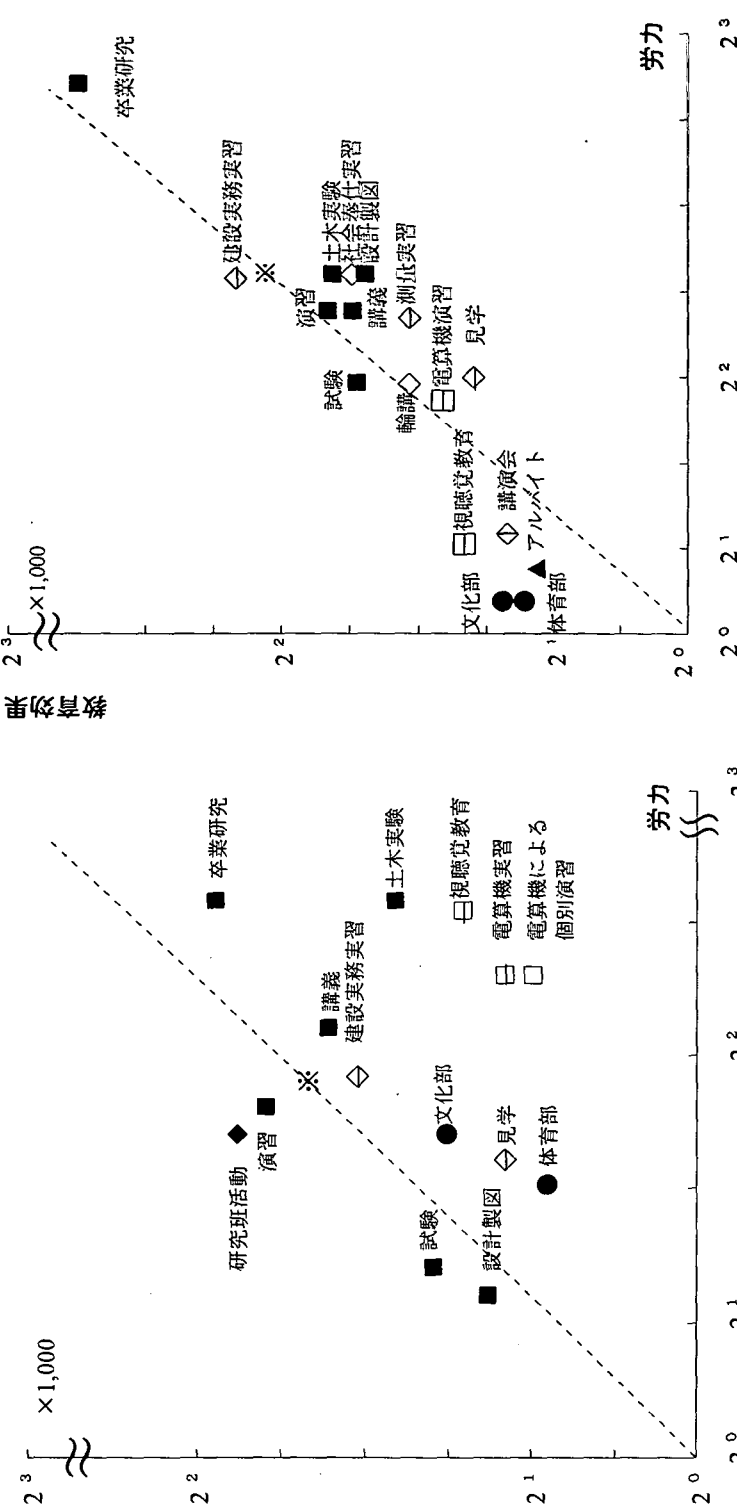 ×1,000
2³
2²
2¹
2⁰
2⁰
2¹
2²
2³
労力
卒業研究
研究班活動
演習
講義
※
建設実務実習
土木実験
視聴覚教育
文化部
試験
見学
電算機実習
電算機による
個別演習
体育部
設計製図
教育効果
×1,000
2³
2²
2¹
2⁰
2⁰
2¹
2²
2³
労力
卒業研究
建設実務実習
※
演習
土木実験
社会奉仕実習
設計製図
講義
測量実習
試験
輪講
電算機演習
見学
視聴覚教育
講演会
アルバイト
文化部
体育部